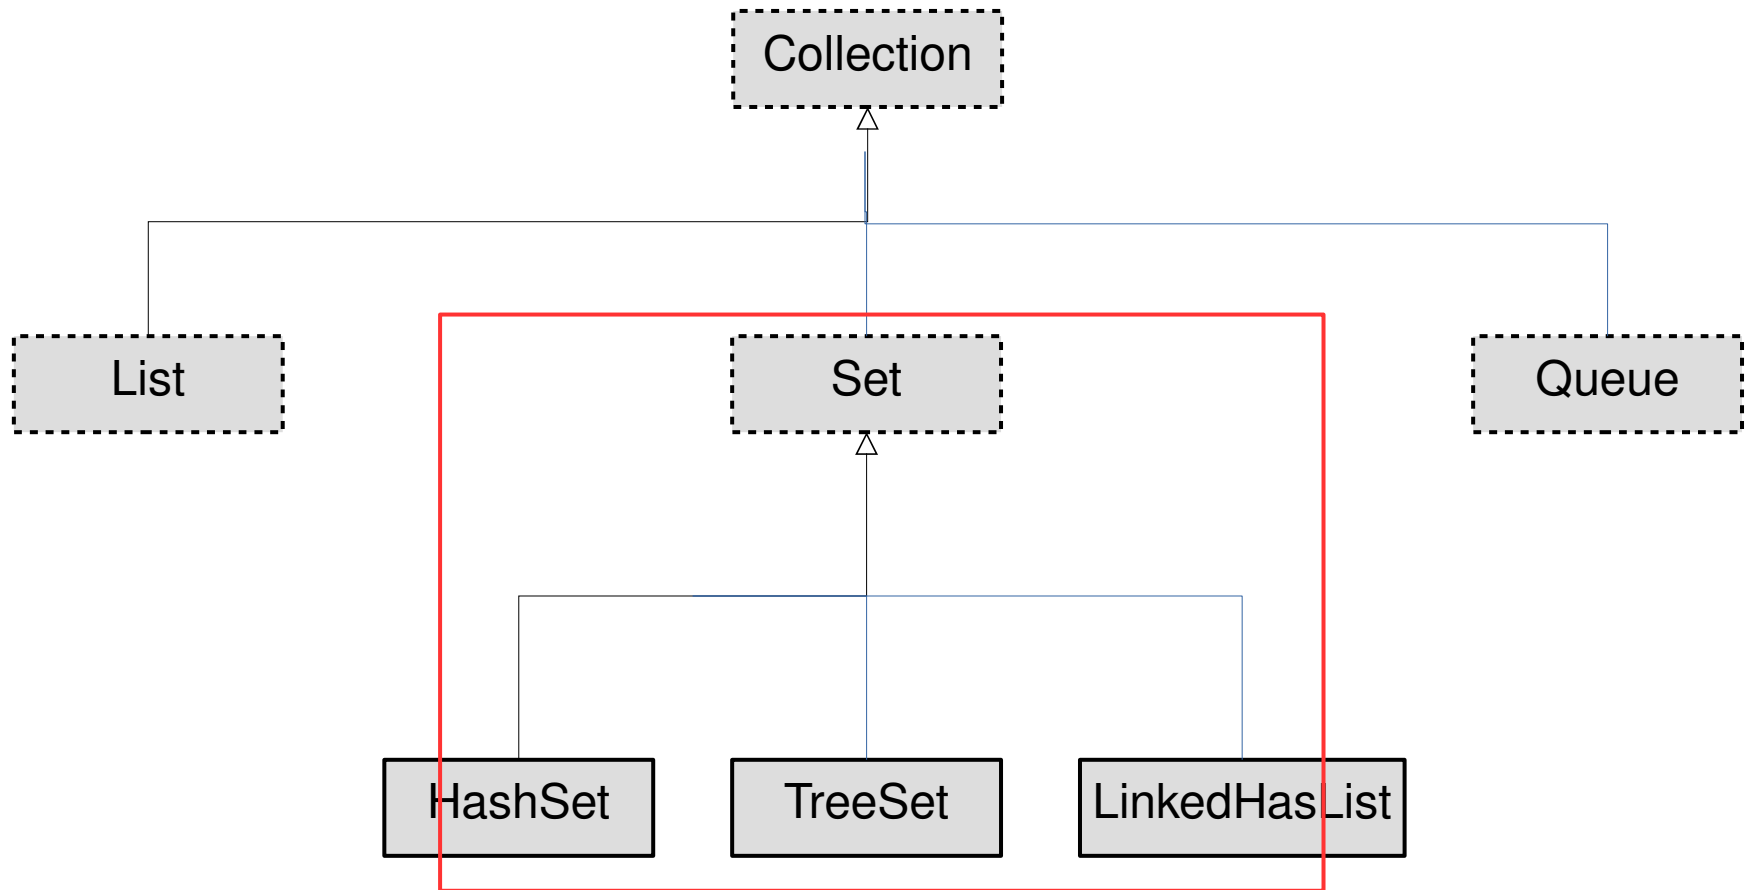 Collection
List
Set
Queue
HashSet
TreeSet
LinkedHasList